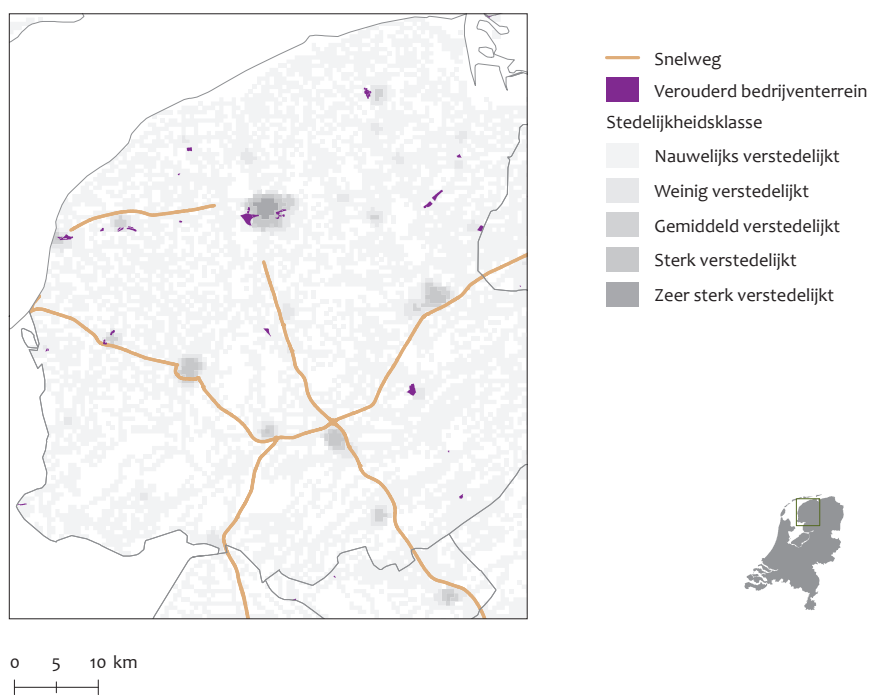 Snelweg
Verouderd bedrijventerrein
Stedelijkheidsklasse
Nauwelijks verstedelijkt
Weinig verstedelijkt
Gemiddeld verstedelijkt
Sterk verstedelijkt
Zeer sterk verstedelijkt
0 5 10 km